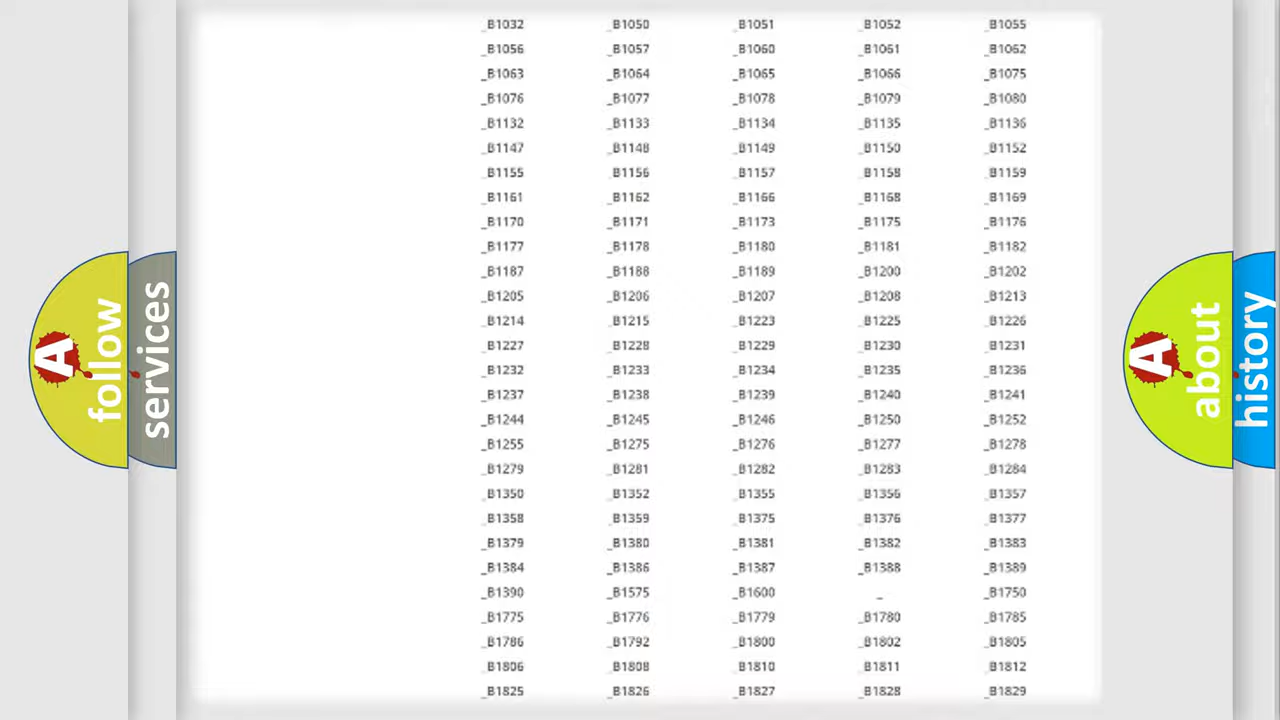 _B1032 _B1050 _B1051 _B1052 _B1055
_B1056 _B1057 _B1060 _B1061 _B1062
_B1063 _B1064 _B1065 _B1066 _B1075
_B1076 _B1077 _B1078 _B1079 _B1080
_B1132 _B1133 _B1134 _B1135 _B1136
_B1147 _B1148 _B1149 _B1150 _B1152
_B1155 _B1156 _B1157 _B1158 _B1159
_B1161 _B1162 _B1166 _B1168 _B1169
_B1170 _B1171 _B1173 _B1175 _B1176
_B1177 _B1178 _B1180 _B1181 _B1182
_B1187 _B1188 _B1189 _B1200 _B1202
_B1205 _B1206 _B1207 _B1208 _B1213
_B1214 _B1215 _B1223 _B1225 _B1226
_B1227 _B1228 _B1229 _B1230 _B1231
_B1232 _B1233 _B1234 _B1235 _B1236
_B1237 _B1238 _B1239 _B1240 _B1241
_B1244 _B1245 _B1246 _B1250 _B1252
_B1255 _B1275 _B1276 _B1277 _B1278
_B1279 _B1281 _B1282 _B1283 _B1284
_B1350 _B1352 _B1355 _B1356 _B1357
_B1358 _B1359 _B1375 _B1376 _B1377
_B1379 _B1380 _B1381 _B1382 _B1383
_B1384 _B1386 _B1387 _B1388 _B1389
_B1390 _B1575 _B1600 _ _B1750
_B1775 _B1776 _B1779 _B1780 _B1785
_B1786 _B1792 _B1800 _B1802 _B1805
_B1806 _B1808 _B1810 _B1811 _B1812
_B1825 _B1826 _B1827 _B1828 _B1829
A
follow
services
A
about
history